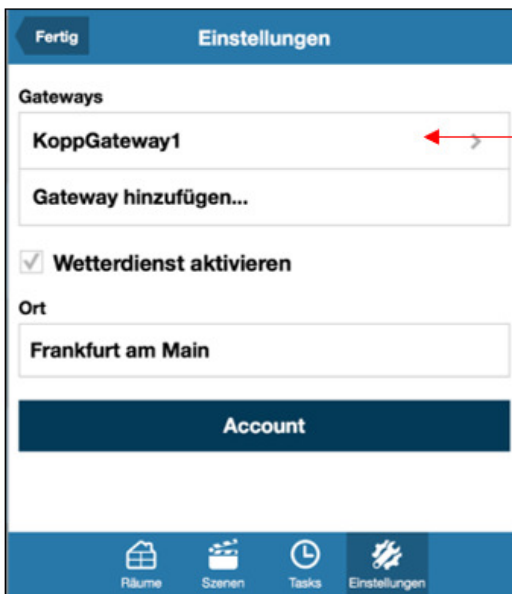 Fertig
Einstellungen
Gateways
KoppGateway1
Gateway hinzufügen...
Wetterdienst aktivieren
Ort
Frankfurt am Main
Account
Räume Szenen Tasks Einstellungen